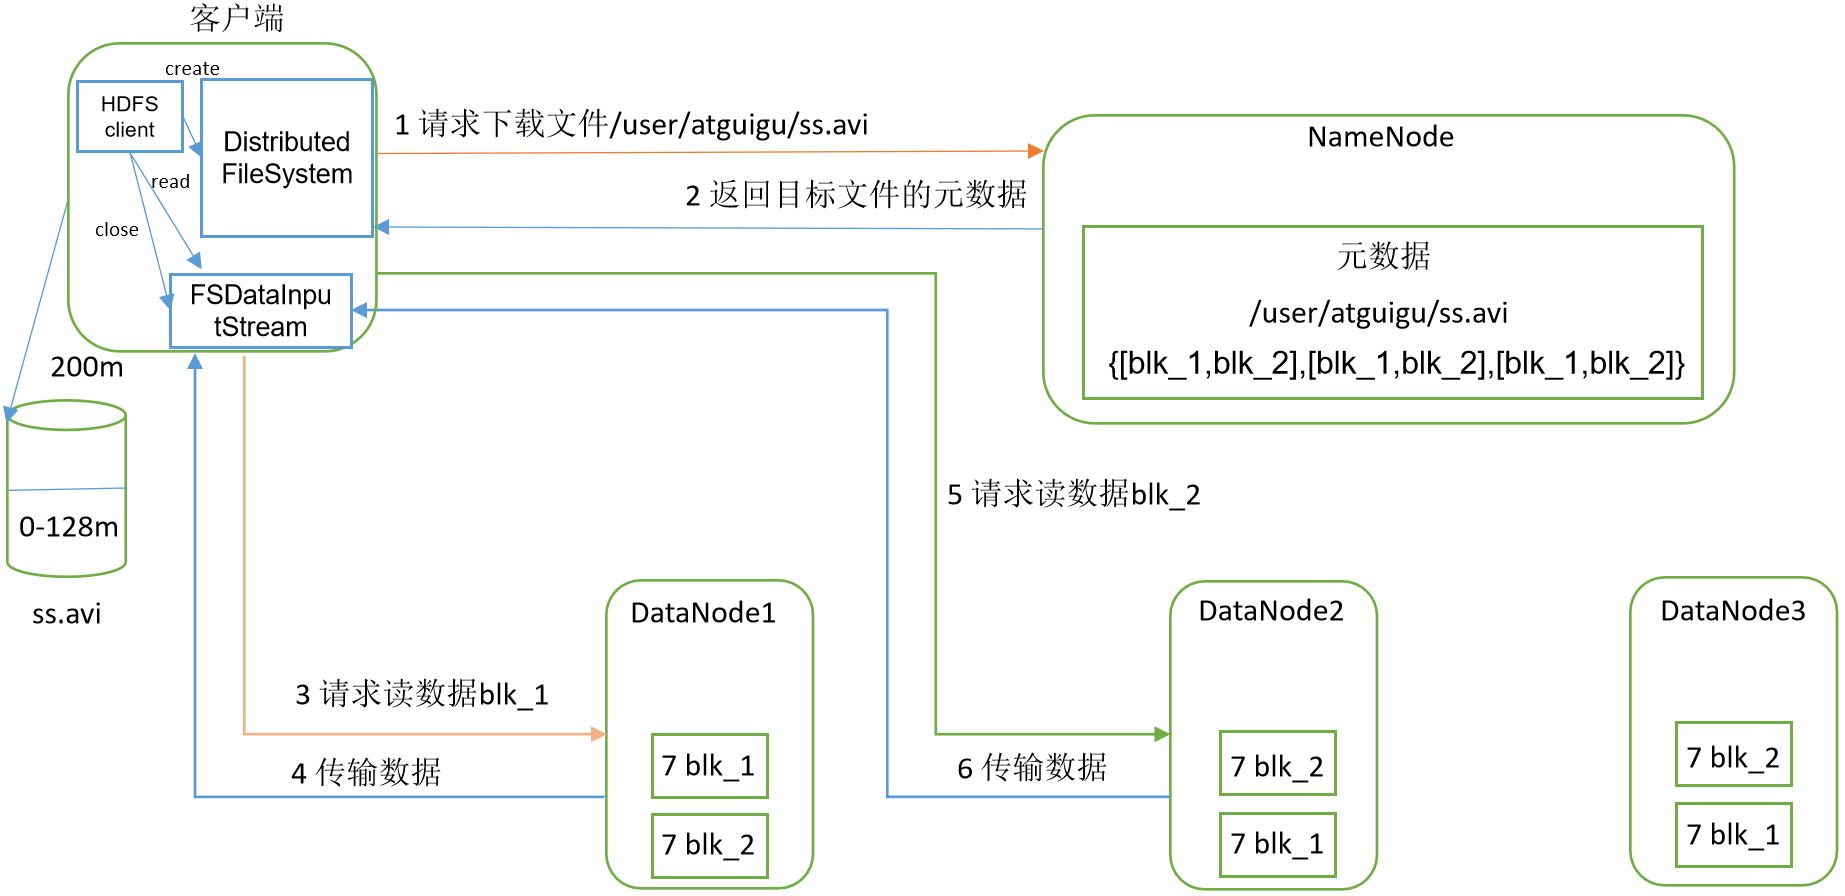 客户端
create
HDFS
client
Distributed
FileSystem
read
close
FSDataInpu
tStream
1 请求下载文件/user/atguigu/ss.avi
2 返回目标文件的元数据
NameNode
元数据
/user/atguigu/ss.avi
{[blk_1,blk_2],[blk_1,blk_2],[blk_1,blk_2]}
200m
0-128m
ss.avi
5 请求读数据blk_2
3 请求读数据blk_1
4 传输数据
6 传输数据
DataNode1
7 blk_1
7 blk_2
DataNode2
7 blk_2
7 blk_1
DataNode3
7 blk_2
7 blk_1